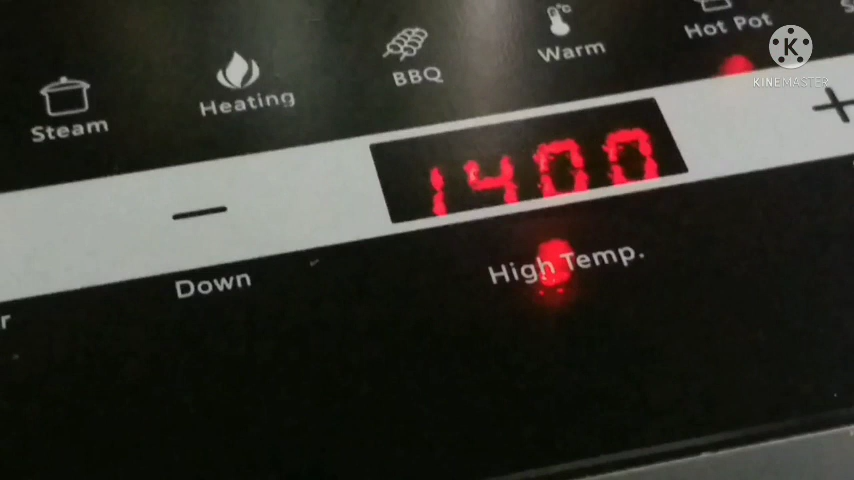 Hot Pot
Warm
BBQ
Heating
Steam
K
KINEMASTER
+
1400
−
High Temp.
Down
r